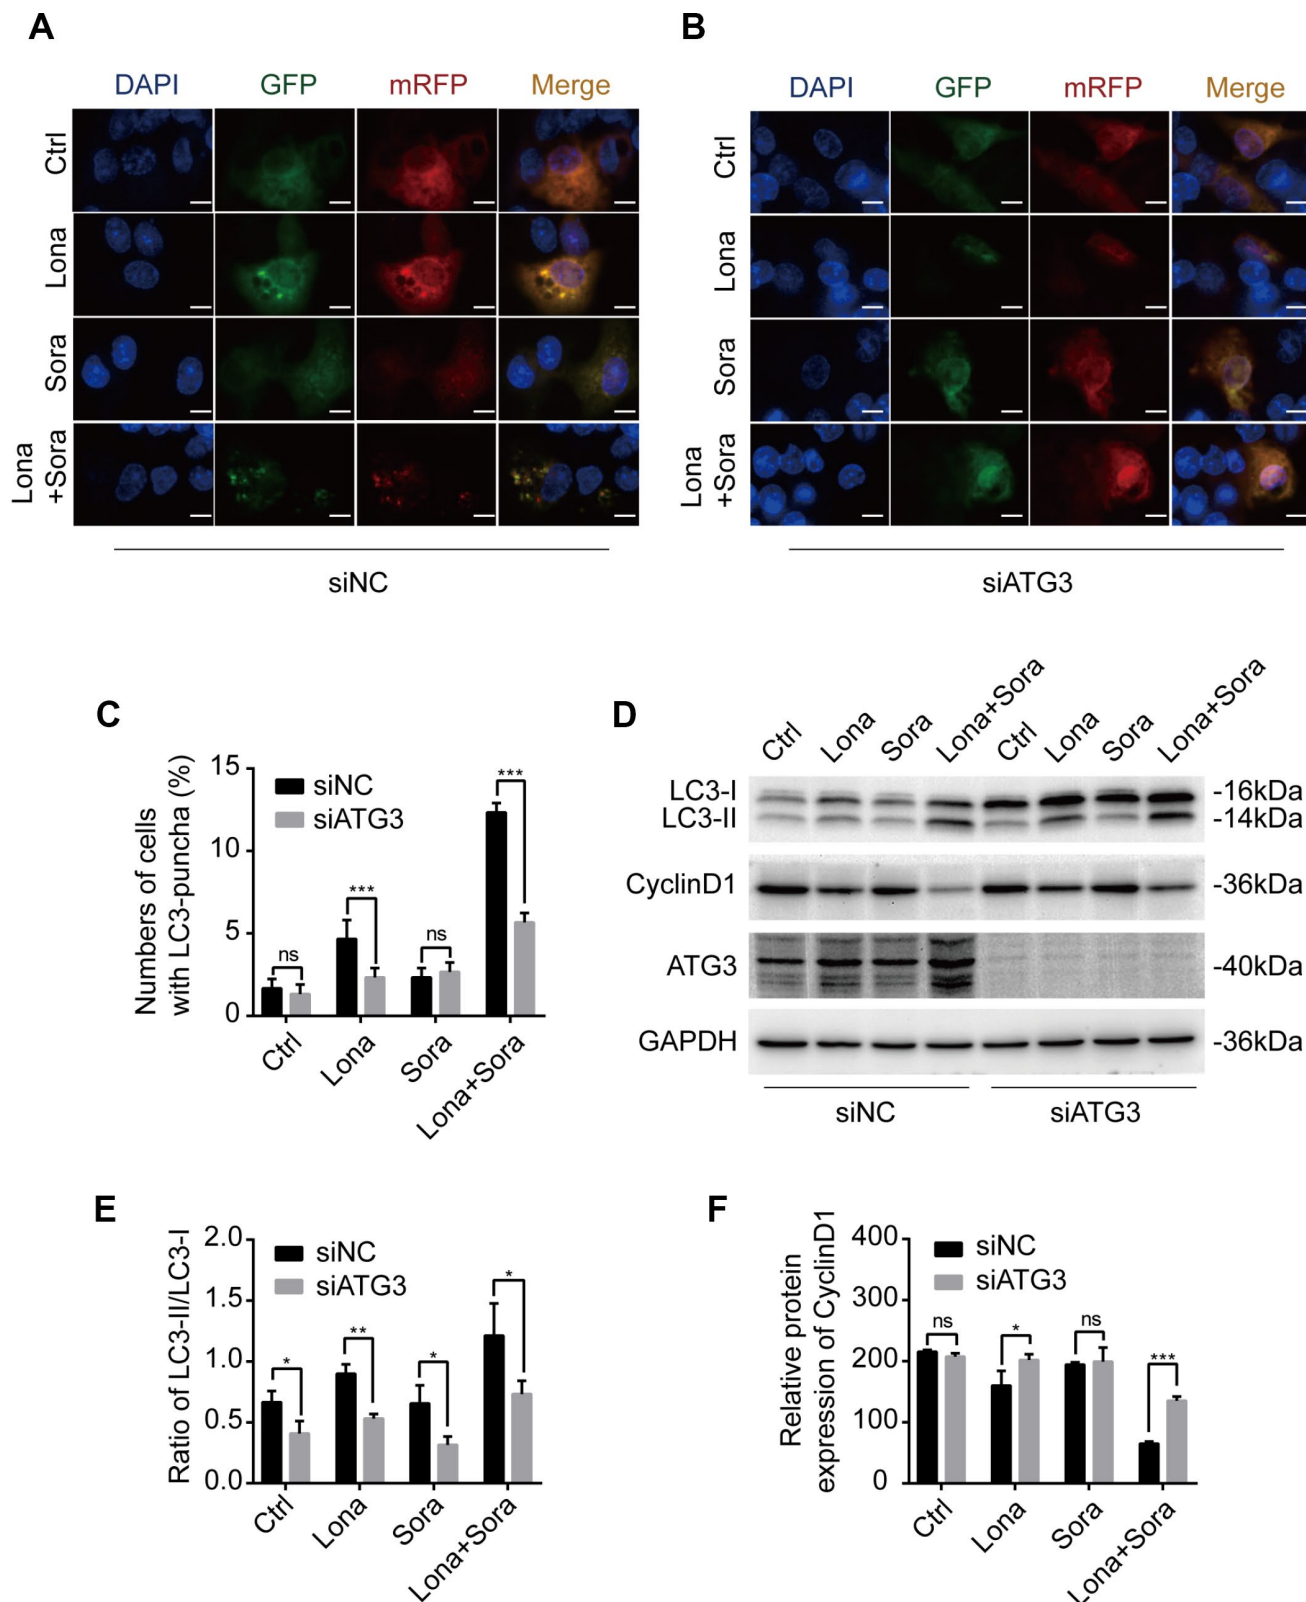 A
B
DAPI GFP mRFP Merge
DAPI GFP mRFP Merge
Ctrl
Lona
Sora
Lona
+Sora
Ctrl
Lona
Sora
Lona
+Sora
siNC
siATG3
C
D
Numbers of cells
with LC3-puncha (%)
15
10
5
0
siNC
siATG3
ns
***
ns
***
Ctrl
Lona
Sora
Lona+Sora
Ctrl
Lona
Sora
Lona+Sora
Ctrl
Lona
Sora
Lona+Sora
LC3-I
-16kDa
LC3-II
-14kDa
CyclinD1
-36kDa
ATG3
-40kDa
GAPDH
-36kDa
siNC
siATG3
E
F
Ratio of LC3-II/LC3-I
2.0
1.5
1.0
0.5
0.0
siNC
siATG3
*
**
*
*
Ctrl
Lona
Sora
Lona+Sora
Relative protein
expression of CyclinD1
400
300
200
100
0
siNC
siATG3
ns
*
ns
***
Ctrl
Lona
Sora
Lona+Sora